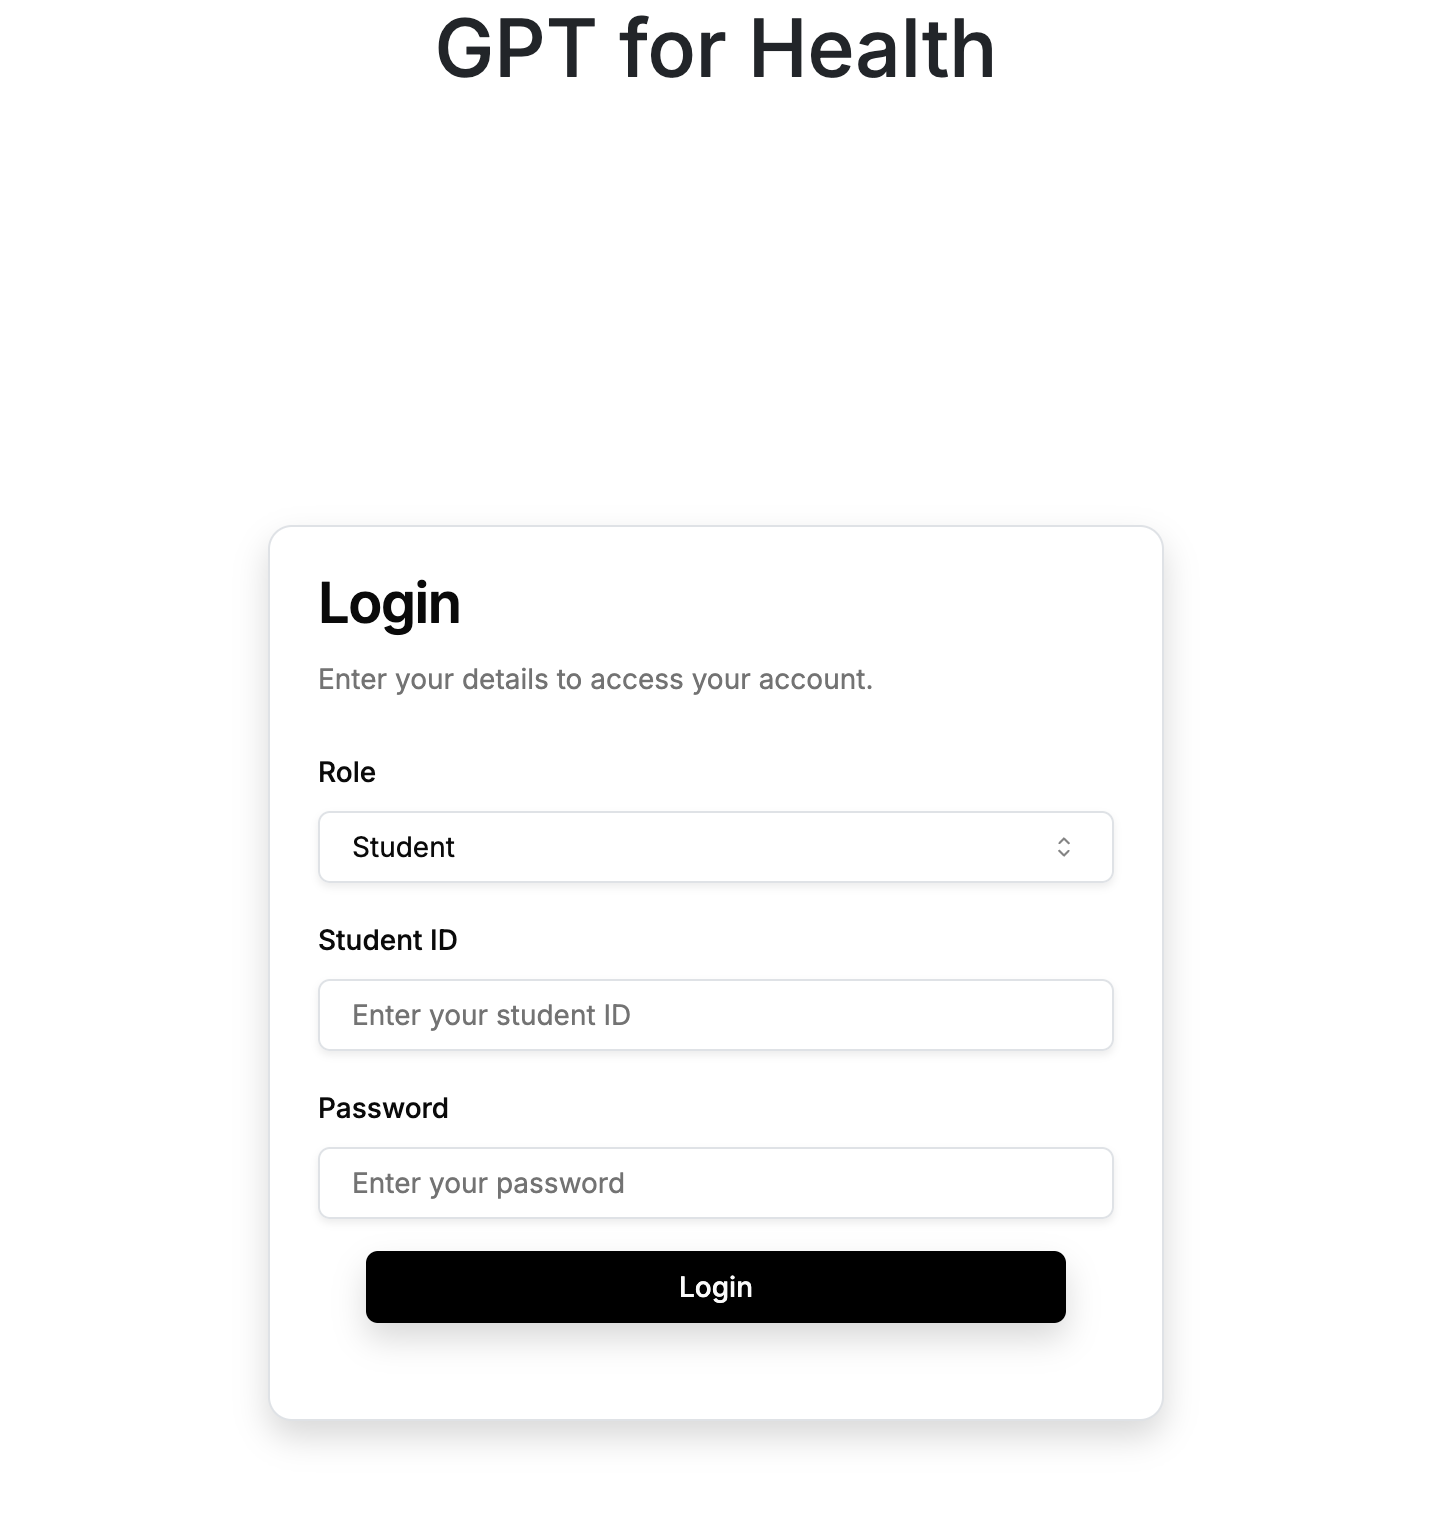 GPT for Health
Login
Enter your details to access your account.
Role
Student
Student ID
Enter your student ID
Password
Enter your password
Login